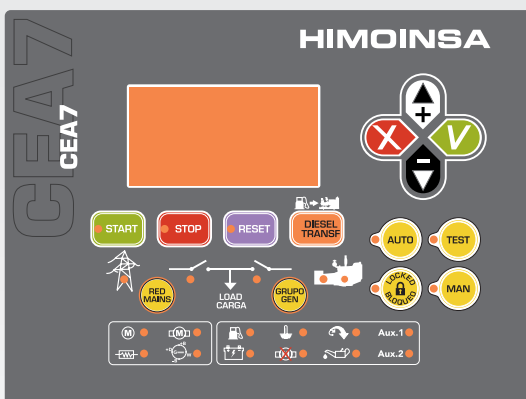 HIMOINSA
CEA7
CEA7
+
X V
−
START STOP RESET DIESEL TRANSF
AUTO TEST
RED MAINS
LOAD CARGA
GRUPO GEN
LOCKED BLOQUEO
MAN
M M Aux.1
Aux.2